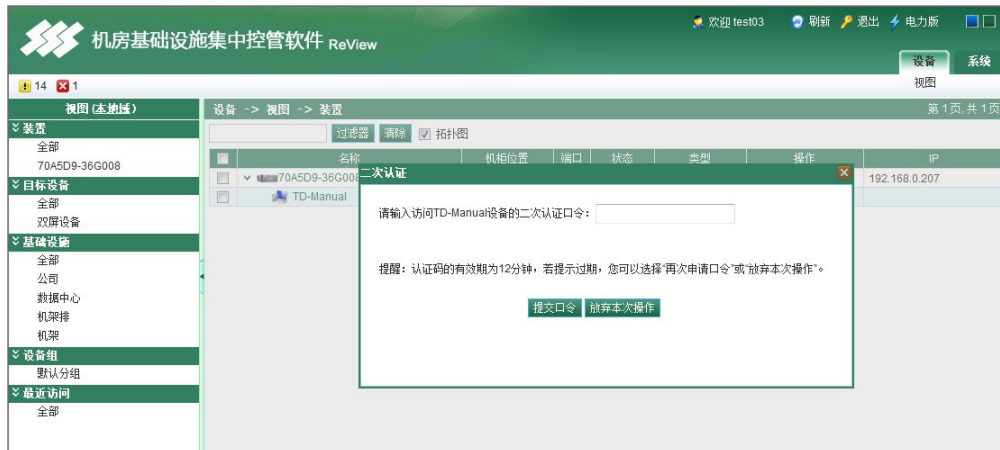 机房基础设施集中控管软件 ReView
欢迎 test03 刷新 退出 电力版
设备 系统
14 1 视图
视图 (本地域)
设备 -> 视图 -> 装置 第1页,共1页
装置
全部
70A5D9-36G008
目标设备
全部
双屏设备
基础设施
全部
公司
数据中心
机架排
机架
设备组
默认分组
最近访问
全部
过滤器 清除 拓扑图
名称 机柜位置 端口 状态 类型 操作 IP
70A5D9-36G008 192.168.0.207
TD-Manual
二次认证
请输入访问TD-Manual设备的二次认证口令:
提醒:认证码的有效期为12分钟,若提示过期,您可以选择“再次申请口令”或“放弃本次操作”。
提交口令 放弃本次操作